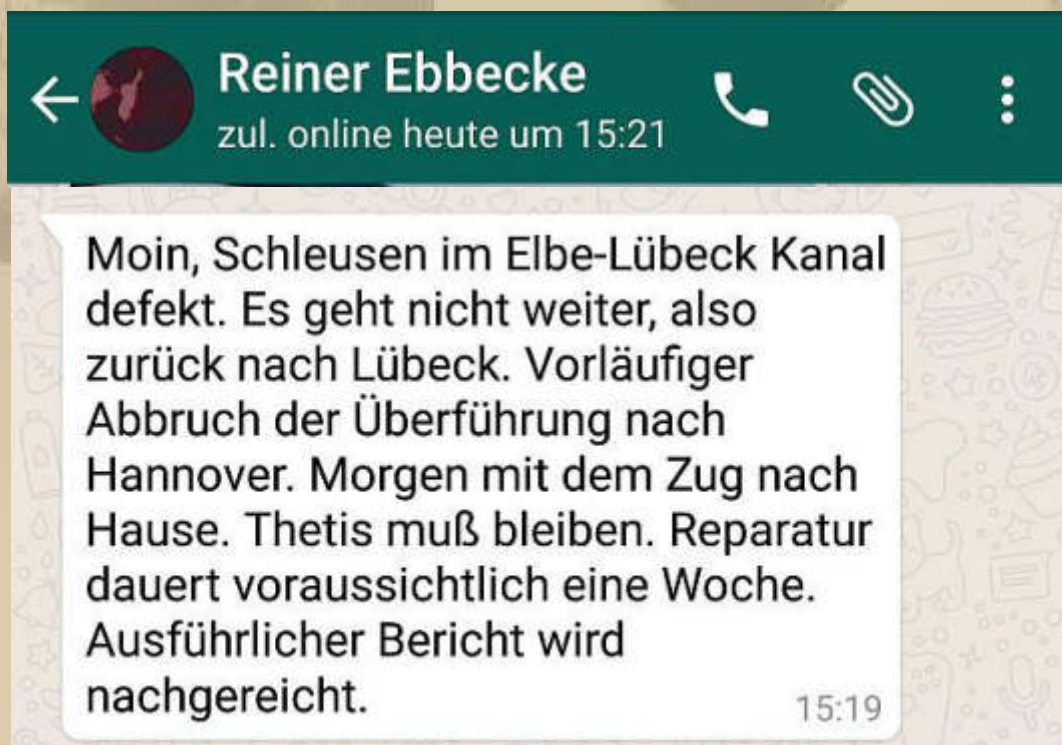 Reiner Ebbecke
zul. online heute um 15:21
Moin, Schleusen im Elbe-Lübeck Kanal
defekt. Es geht nicht weiter, also
zurück nach Lübeck. Vorläufiger
Abbruch der Überführung nach
Hannover. Morgen mit dem Zug nach
Hause. Thetis muß bleiben. Reparatur
dauert voraussichtlich eine Woche.
Ausführlicher Bericht wird
nachgereicht.
15:19